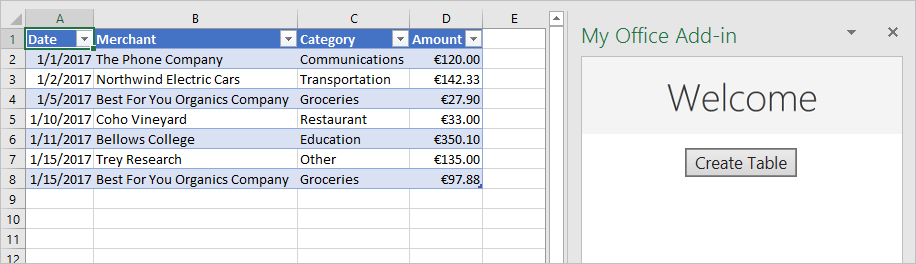 A B C D E
1 Date Merchant Category Amount
2 1/1/2017 The Phone Company Communications €120.00
3 1/2/2017 Northwind Electric Cars Transportation €142.33
4 1/5/2017 Best For You Organics Company Groceries €27.90
5 1/10/2017 Coho Vineyard Restaurant €33.00
6 1/11/2017 Bellows College Education €350.10
7 1/15/2017 Trey Research Other €135.00
8 1/15/2017 Best For You Organics Company Groceries €97.88
9
10
11
12
My Office Add-in
Welcome
Create Table